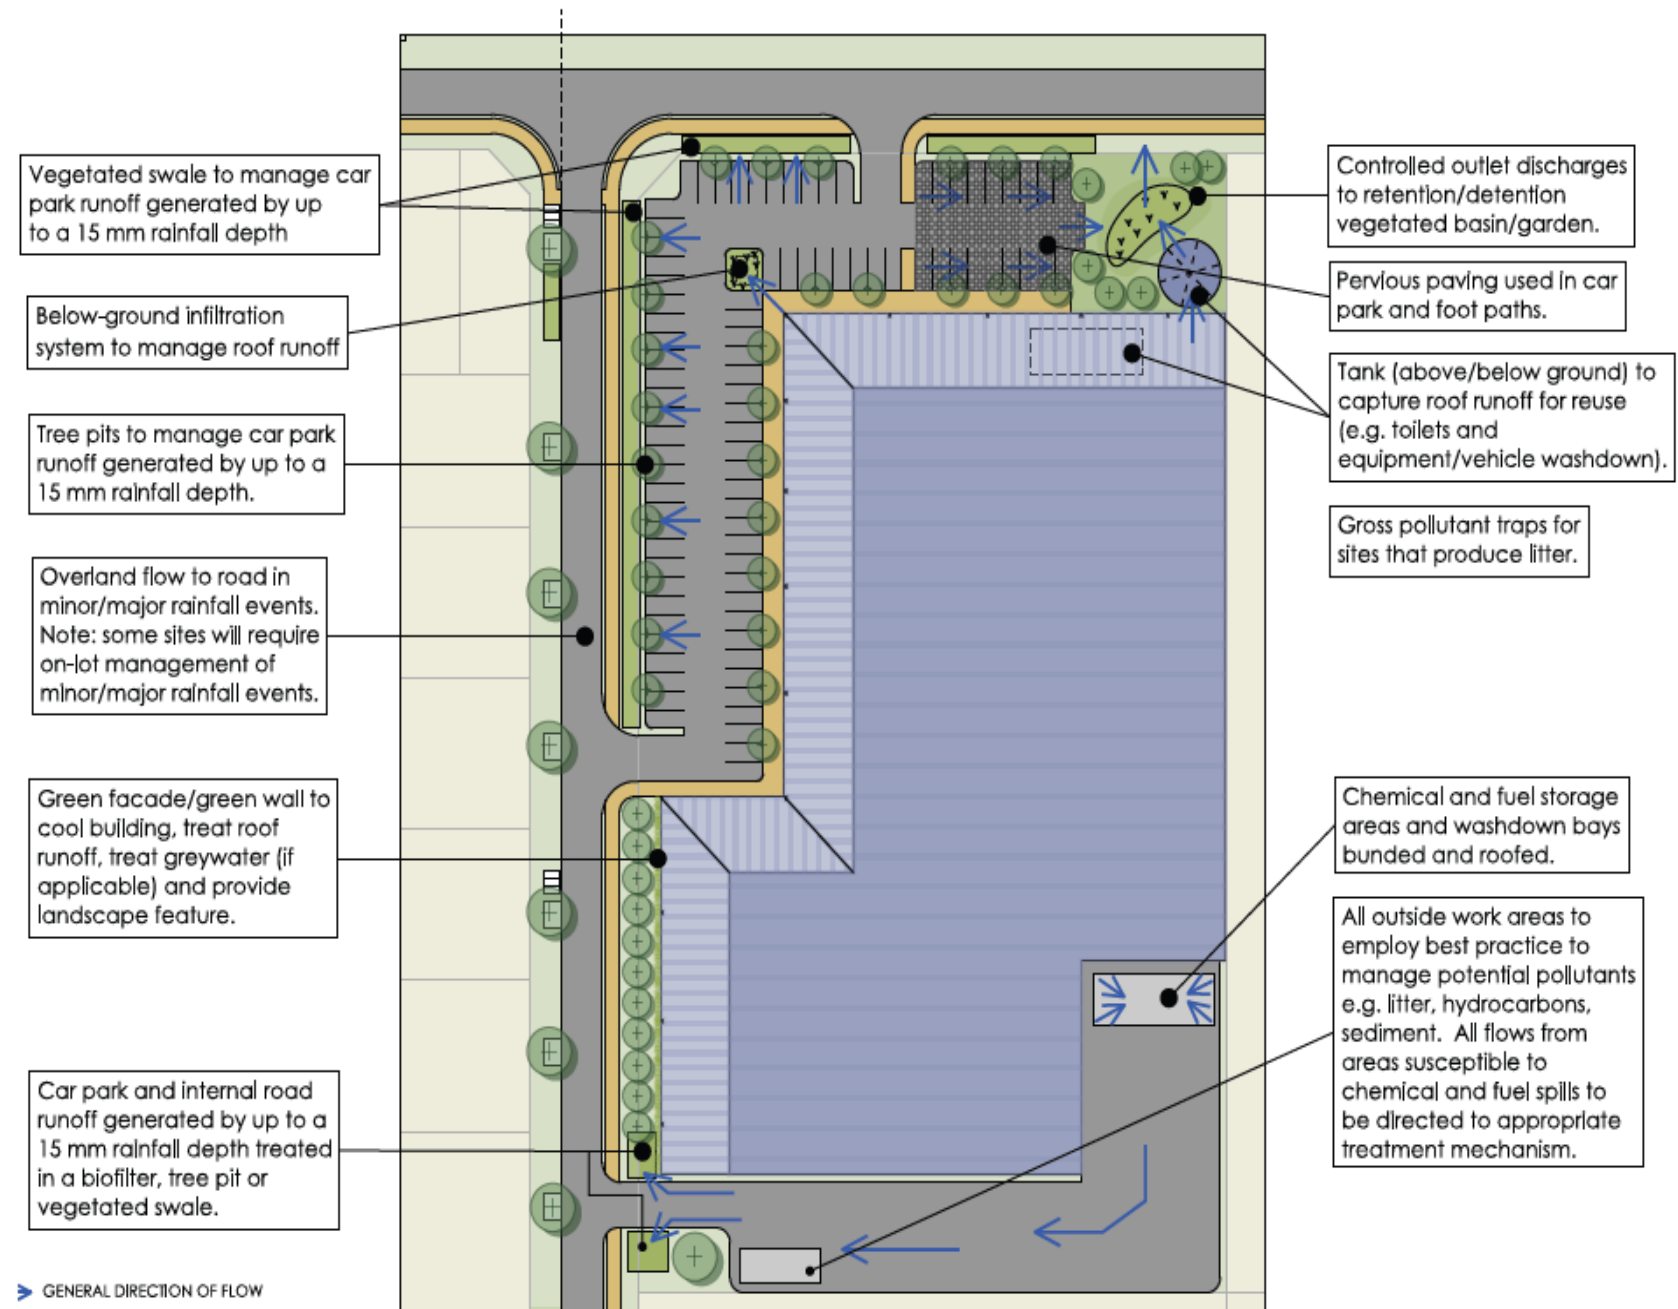 Vegetated swale to manage car
park runoff generated by up
to a 15 mm rainfall depth
Below-ground infiltration
system to manage roof runoff
Tree pits to manage car park
runoff generated by up to a
15 mm rainfall depth.
Overland flow to road in
minor/major rainfall events.
Note: some sites will require
on-lot management of
minor/major rainfall events.
Green facade/green wall to
cool building, treat roof
runoff, treat greywater (if
applicable) and provide
landscape feature.
Car park and internal road
runoff generated by up to a
15 mm rainfall depth treated
in a biofilter, tree pit or
vegetated swale.
GENERAL DIRECTION OF FLOW
Controlled outlet discharges
to retention/detention
vegetated basin/garden.
Pervious paving used in car
park and foot paths.
Tank (above/below ground) to
capture roof runoff for reuse
(e.g. toilets and
equipment/vehicle washdown).
Gross pollutant traps for
sites that produce litter.
Chemical and fuel storage
areas and washdown bays
bunded and roofed.
All outside work areas to
employ best practice to
manage potential pollutants
e.g. litter, hydrocarbons,
sediment. All flows from
areas susceptible to
chemical and fuel spills to
be directed to appropriate
treatment mechanism.